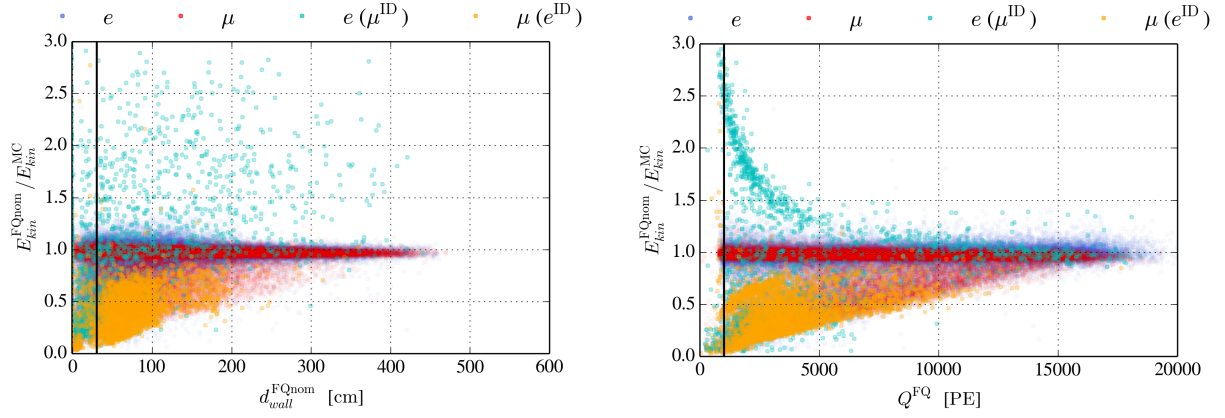 e μ e (μ^ID) μ (e^ID)
3.0
2.5
2.0
1.5
1.0
0.5
0.0
E_kin^FQnom / E_kin^MC
0 100 200 300 400 500 600
d_wall^FQnom [cm]
e μ e (μ^ID) μ (e^ID)
3.0
2.5
2.0
1.5
1.0
0.5
0.0
E_kin^FQnom / E_kin^MC
0 5000 10000 15000 20000
Q^FQ [PE]